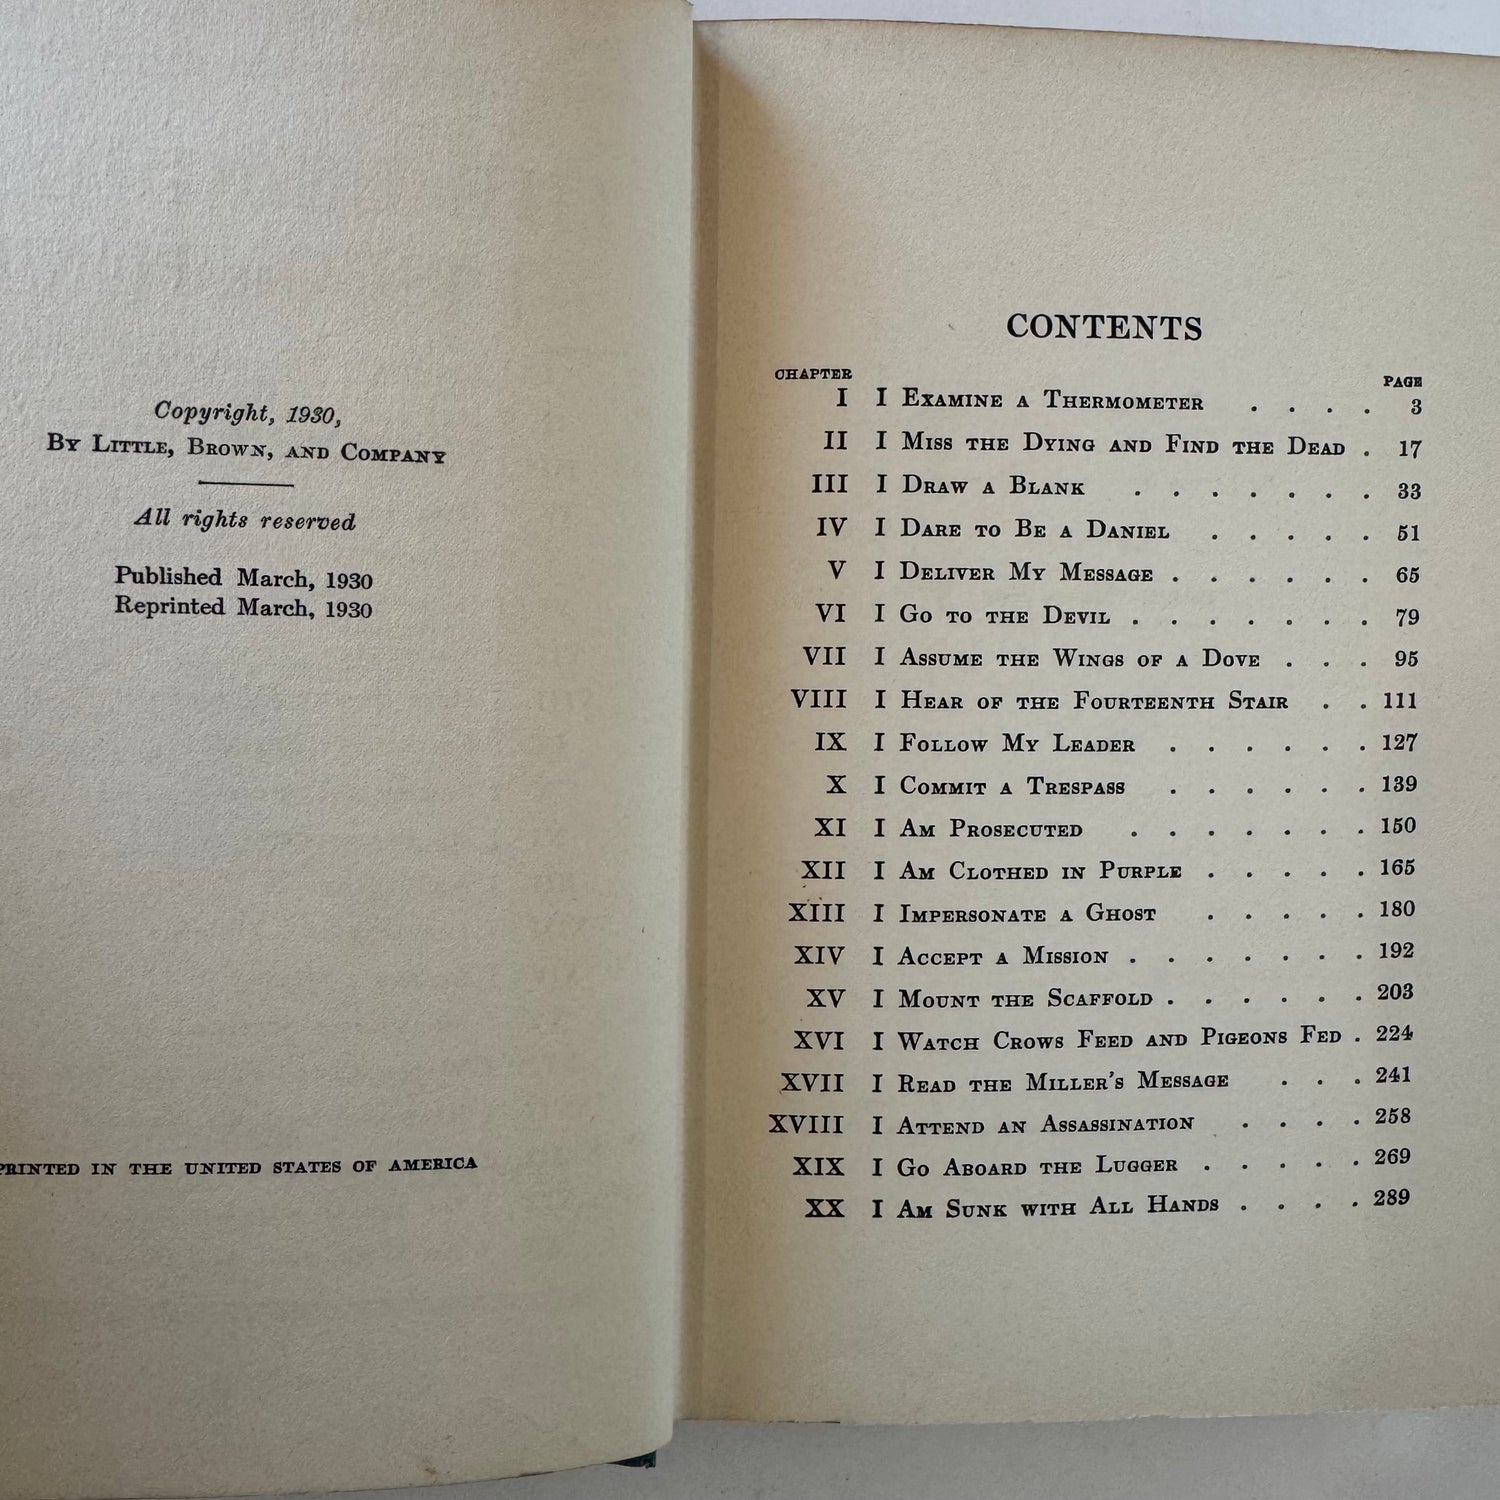 Copyright, 1930,
By Little, Brown, and Company
All rights reserved
Published March, 1930
Reprinted March, 1930
PRINTED IN THE UNITED STATES OF AMERICA
CONTENTS
CHAPTER PAGE
I I Examine a Thermometer . . . . 3
II I Miss the Dying and Find the Dead . 17
III I Draw a Blank . . . . . . . 33
IV I Dare to Be a Daniel . . . . . 51
V I Deliver My Message . . . . . . 65
VI I Go to the Devil . . . . . . . 79
VII I Assume the Wings of a Dove . . . 95
VIII I Hear of the Fourteenth Stair . . 111
IX I Follow My Leader . . . . . . 127
X I Commit a Trespass . . . . . . 139
XI I Am Prosecuted . . . . . . . 150
XII I Am Clothed in Purple . . . . . 165
XIII I Impersonate a Ghost . . . . . 180
XIV I Accept a Mission . . . . . . . 192
XV I Mount the Scaffold . . . . . . 203
XVI I Watch Crows Feed and Pigeons Fed . 224
XVII I Read the Miller's Message . . . 241
XVIII I Attend an Assassination . . . . 258
XIX I Go Aboard the Lugger . . . . . 269
XX I Am Sunk with All Hands . . . . 289